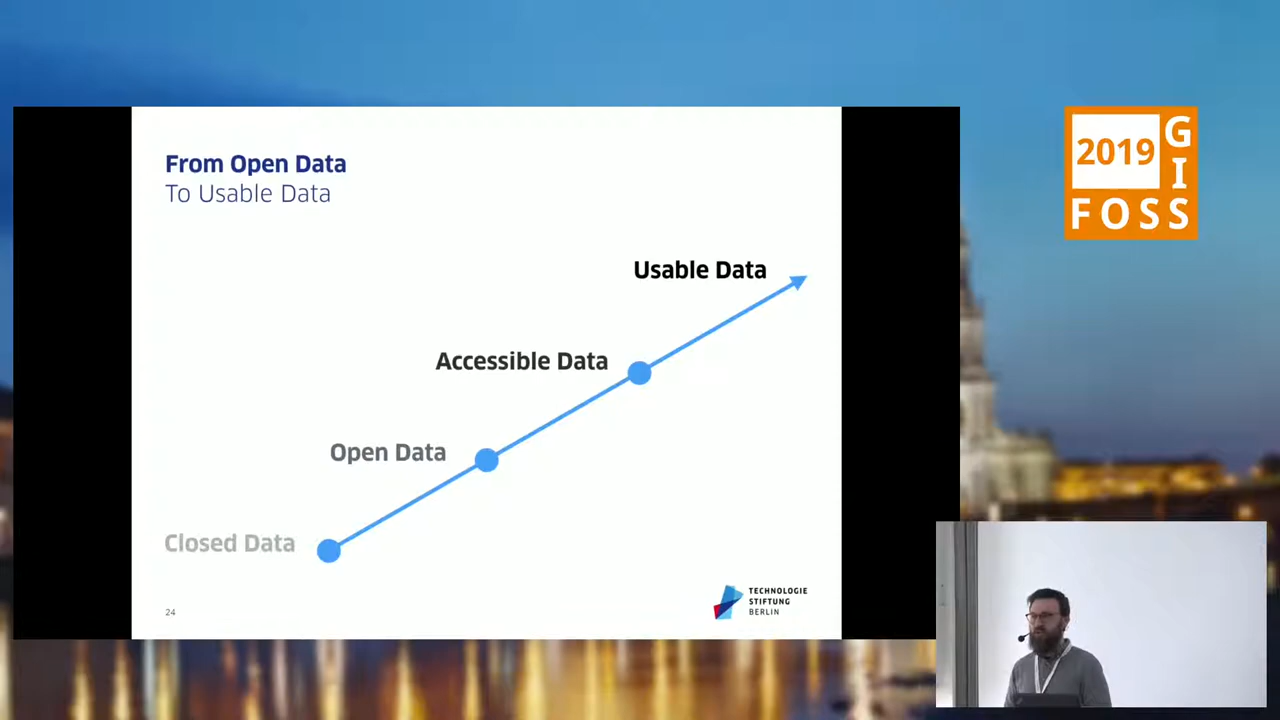 From Open Data
To Usable Data
Usable Data
Accessible Data
Open Data
Closed Data
24
TECHNOLOGIE
STIFTUNG
BERLIN
2019
GI
FOSS